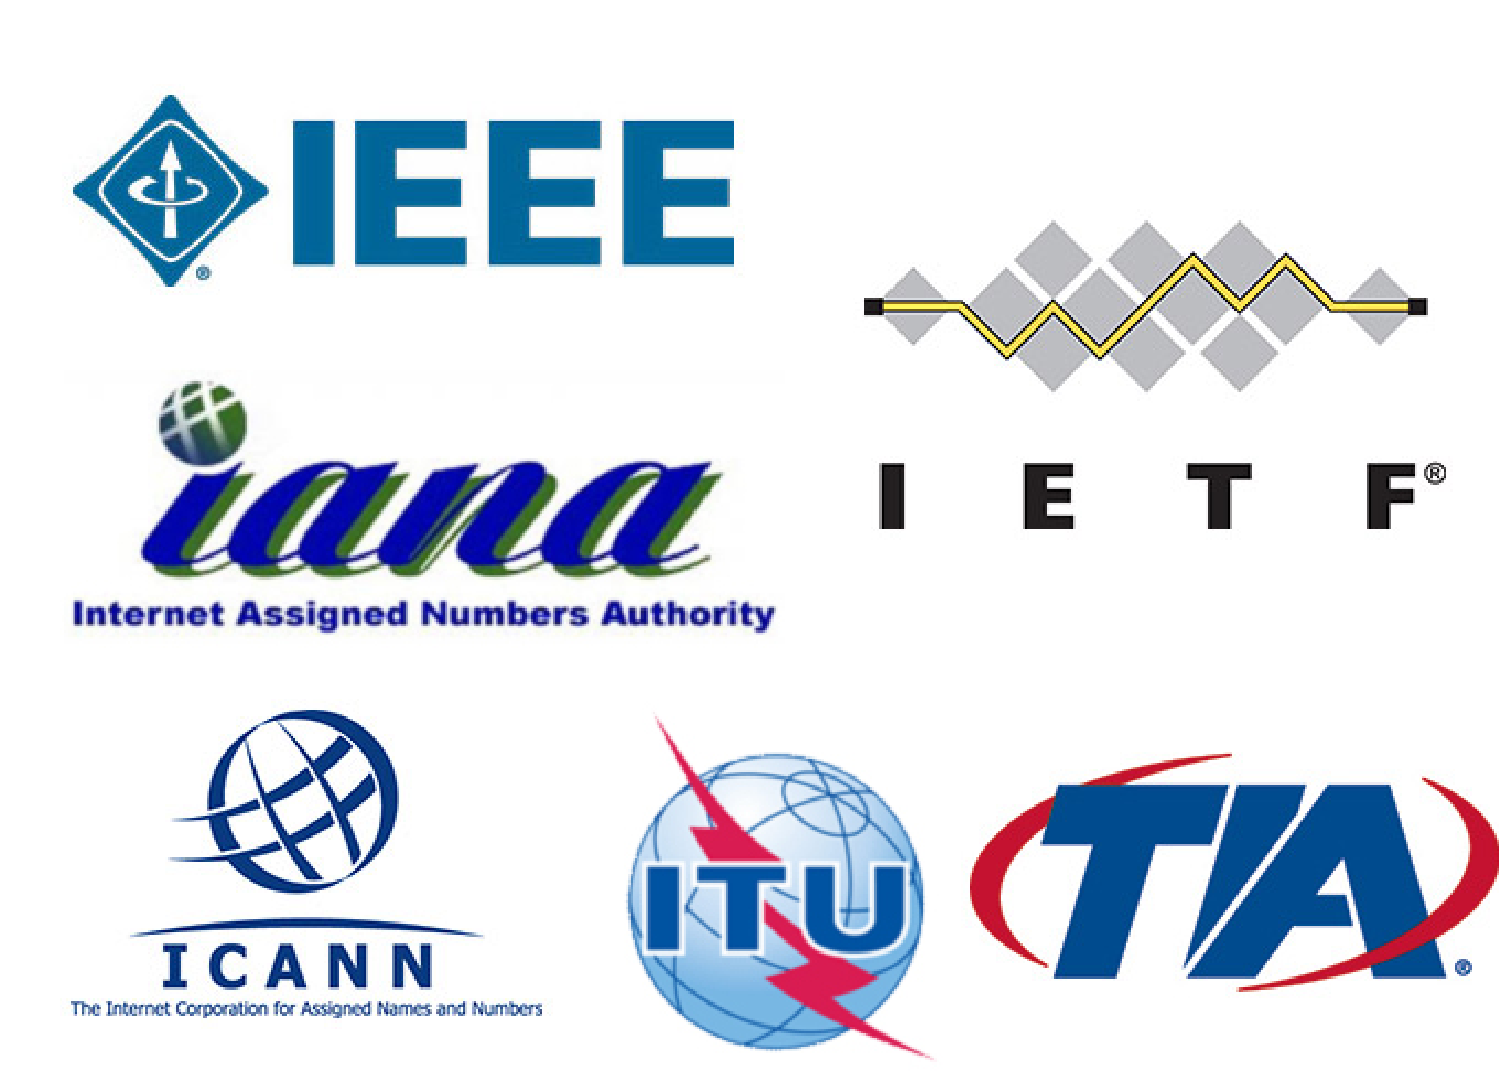 IEEE
®
iana
Internet Assigned Numbers Authority
I E T F®
ICANN
The Internet Corporation for Assigned Names and Numbers
ITU
TIA®